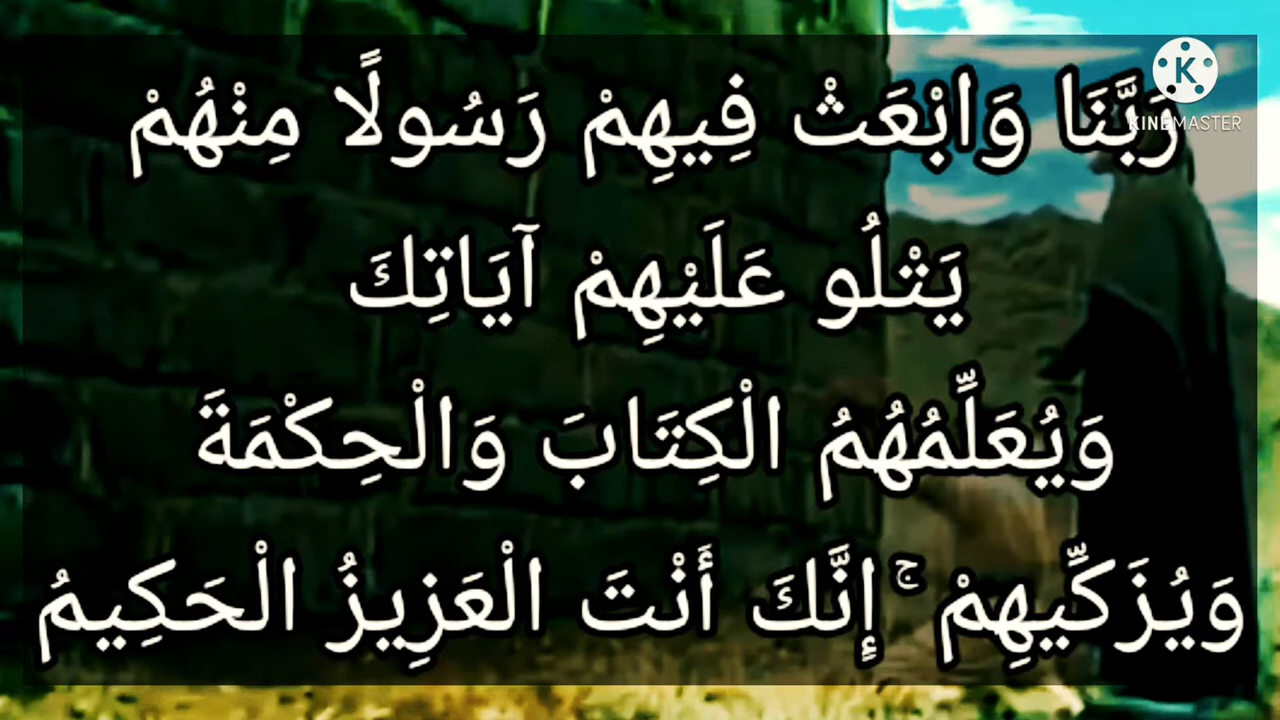 رَبَّنَا وَابْعَثْ فِيهِمْ رَسُولًا مِنْهُمْ
K
KINEMASTER
يَتْلُو عَلَيْهِمْ آيَاتِكَ
وَيُعَلِّمُهُمُ الْكِتَابَ وَالْحِكْمَةَ
وَيُزَكِّيهِمْ ۚ إِنَّكَ أَنْتَ الْعَزِيزُ الْحَكِيمُ